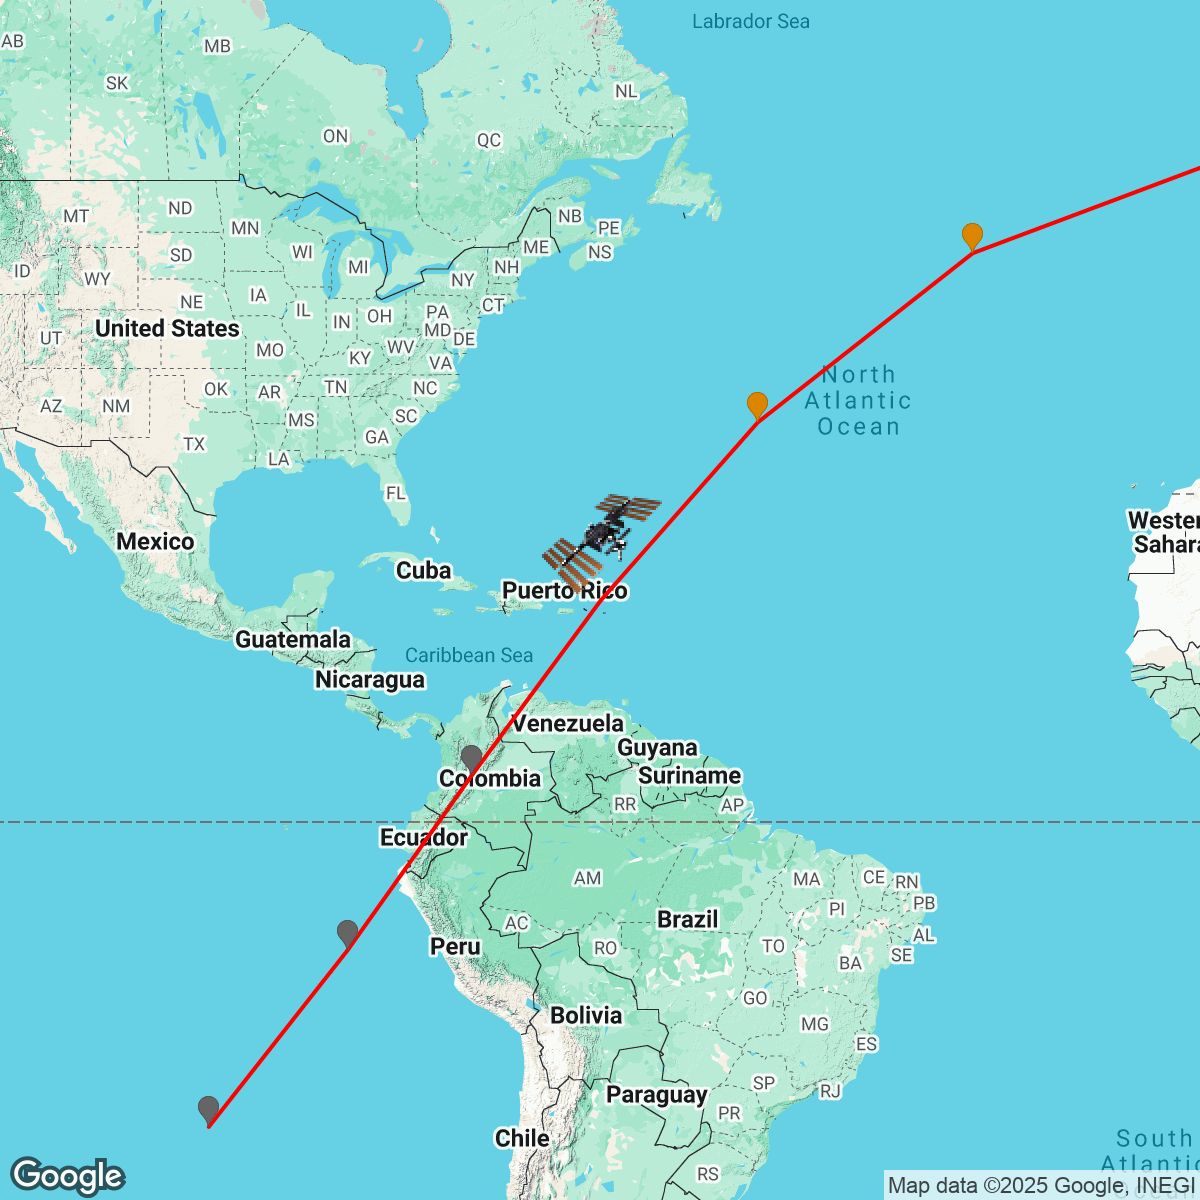 Labrador Sea
AB
MB
SK
NL
ON
QC
MT
ND
MN
NB
PE
NS
ME
ID
WY
SD
WI
MI
NH
NY
CT
NE
IA
IL
IN
OH
PA
MD
DE
UT
United States
MO
KY
WV
VA
North
Atlantic
Ocean
AZ
NM
OK
AR
TN
NC
SC
MS
GA
TX
LA
FL
Wester
Sahara
Mexico
Cuba
Puerto Rico
Guatemala
Caribbean Sea
Nicaragua
Venezuela
Guyana
Colombia
Suriname
RR
AP
Ecuador
AM
MA
CE
RN
PB
PI
AC
Brazil
AL
Peru
RO
TO
SE
BA
GO
Bolivia
MG
ES
Paraguay
SP
RJ
PR
Chile
RS
South
Atlantic
Google
Map data ©2025 Google, INEGI